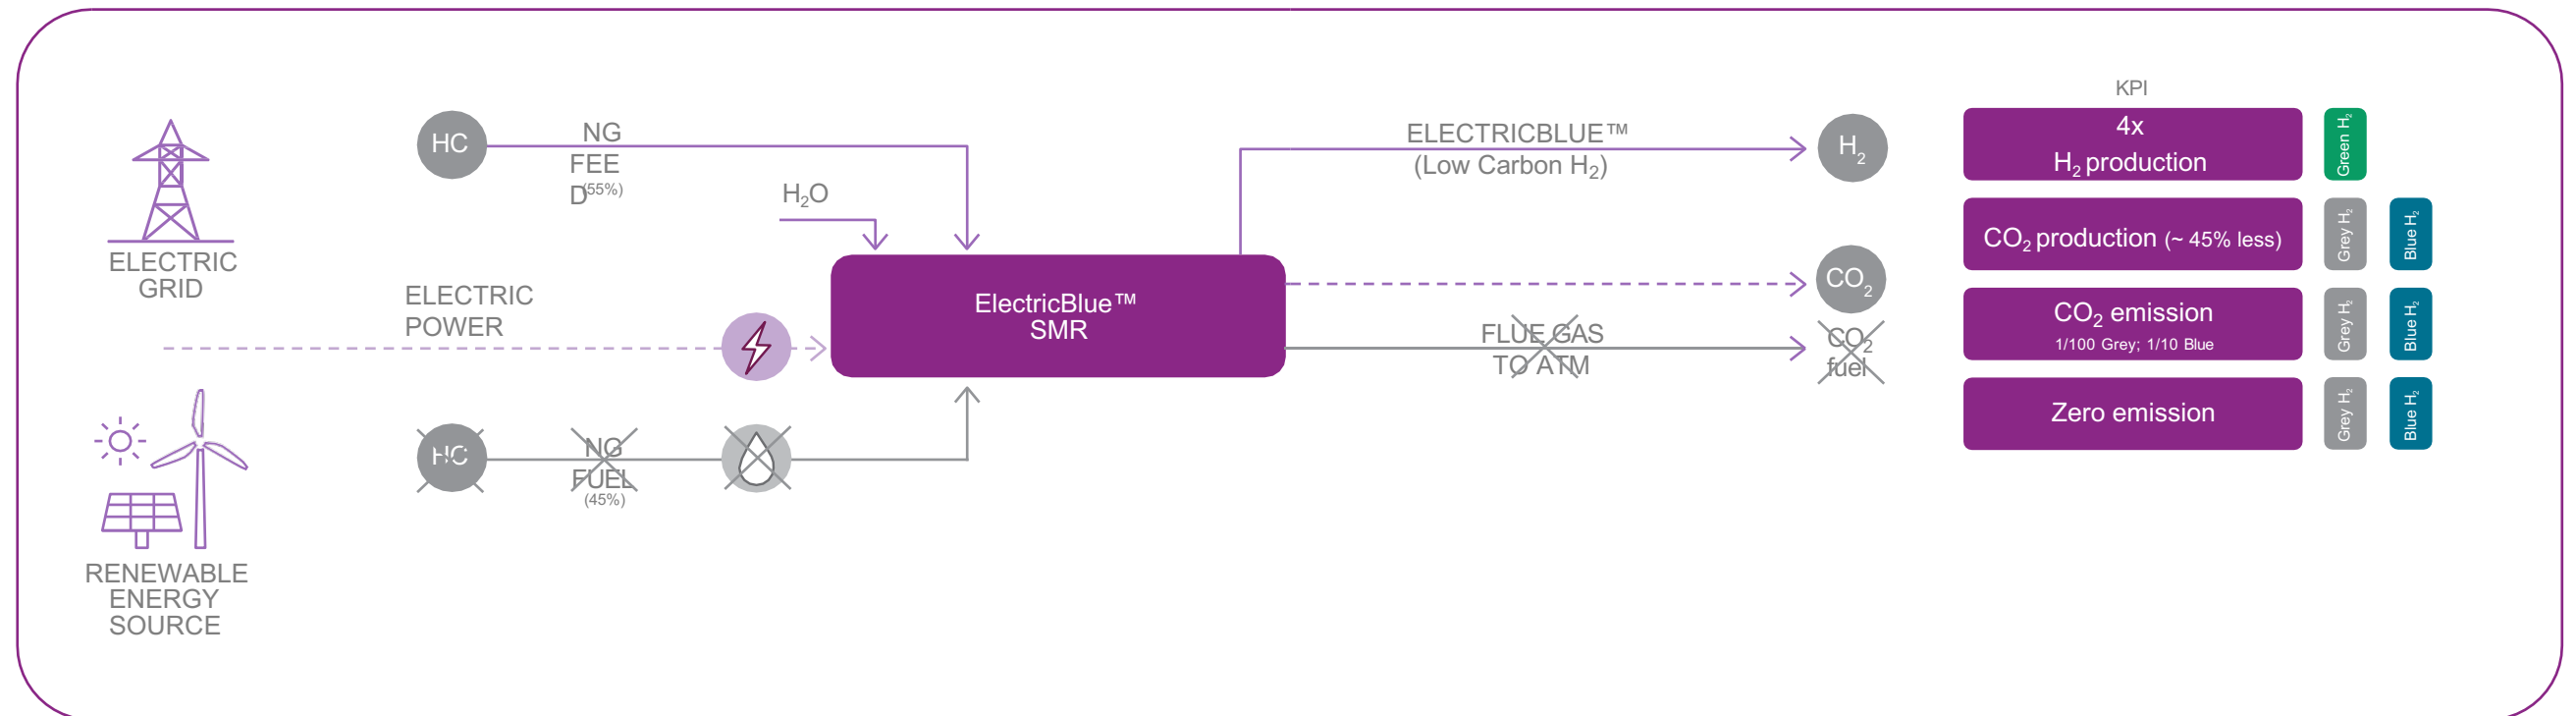 ELECTRIC
GRID
RENEWABLE
ENERGY
SOURCE
HC
NG
FEE
D(55%)
H₂O
ELECTRIC
POWER
HC
NG
FUEL
(45%)
ElectricBlue™
SMR
ELECTRICBLUE™
(Low Carbon H₂)
H₂
CO₂
FLUE GAS
TO ATM
CO₂
fuel
KPI
4x
H₂ production
Green H₂
CO₂ production (~ 45% less)
Grey H₂
Blue H₂
CO₂ emission
1/100 Grey; 1/10 Blue
Grey H₂
Blue H₂
Zero emission
Grey H₂
Blue H₂